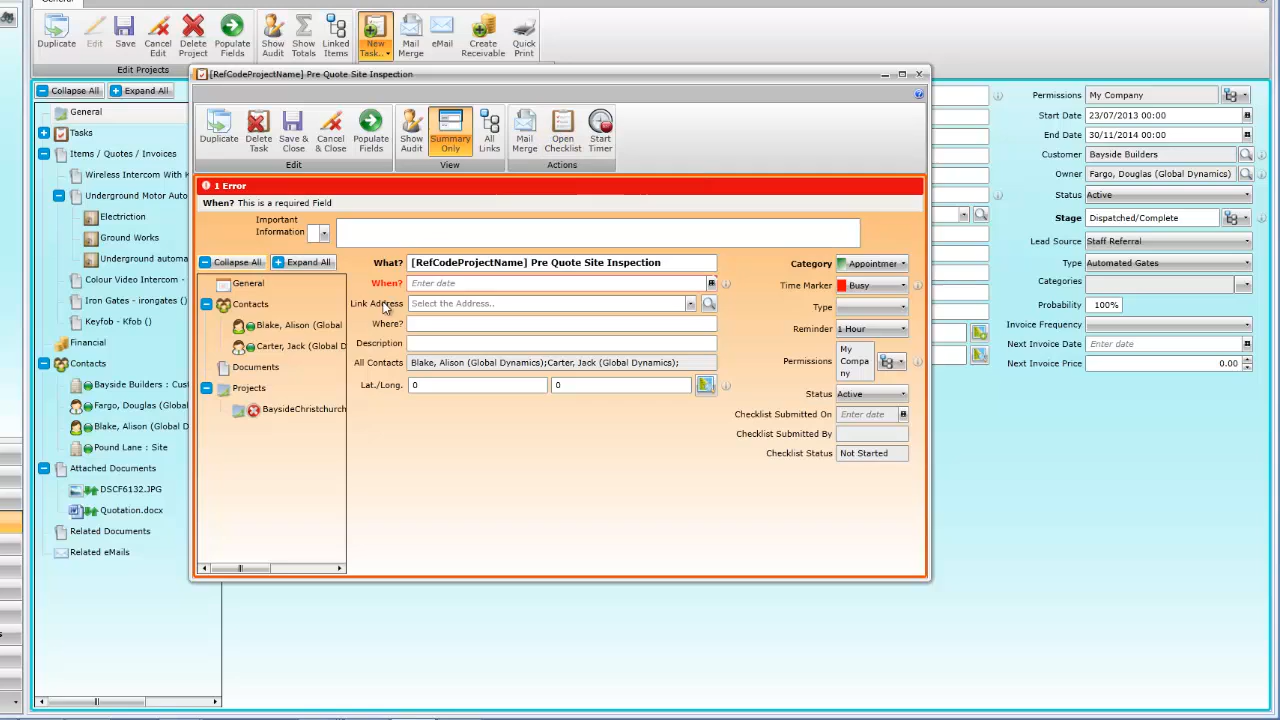 General
Duplicate
Edit
Save
Cancel Edit
Delete Project
Populate Fields
Show Audit
Show Totals
Linked Items
New Task..
Mail Merge
eMail
Create Receivable
Quick Print
Edit Projects
[RefCodeProjectName] Pre Quote Site Inspection
Collapse All
Expand All
General
Tasks
Items / Quotes / Invoices
Wireless Intercom With K
Underground Motor Auto
Electriction
Ground Works
Underground automa
Colour Video Intercom -
Iron Gates - irongates ()
Keyfob - Kfob ()
Financial
Contacts
Bayside Builders : Cus
Fargo, Douglas (Global
Blake, Alison (Global D
Pound Lane : Site
Attached Documents
DSCF6132.JPG
Quotation.docx
Related Documents
Related eMails
Duplicate
Delete Task
Save & Close
Cancel & Close
Populate Fields
Edit
Show Audit
Summary Only
All Links
View
Mail Merge
Open Checklist
Start Timer
Actions
1 Error
When? This is a required Field
Important Information
Collapse All
Expand All
General
Contacts
Blake, Alison (Global
Carter, Jack (Global D
Documents
Projects
BaysideChristchurch
What? [RefCodeProjectName] Pre Quote Site Inspection
When? Enter date
Link Address Select the Address..
Where?
Description
All Contacts Blake, Alison (Global Dynamics);Carter, Jack (Global Dynamics);
Lat./Long. 0 0
Category Appointmer
Time Marker Busy
Type
Reminder 1 Hour
Permissions My Compa ny
Status Active
Checklist Submitted On Enter date
Checklist Submitted By
Checklist Status Not Started
Permissions My Company
Start Date 23/07/2013 00:00
End Date 30/11/2014 00:00
Customer Bayside Builders
Owner Fargo, Douglas (Global Dynamics)
Status Active
Stage Dispatched/Complete
Lead Source Staff Referral
Type Automated Gates
Categories
Probability 100%
Invoice Frequency
Next Invoice Date Enter date
Next Invoice Price 0.00